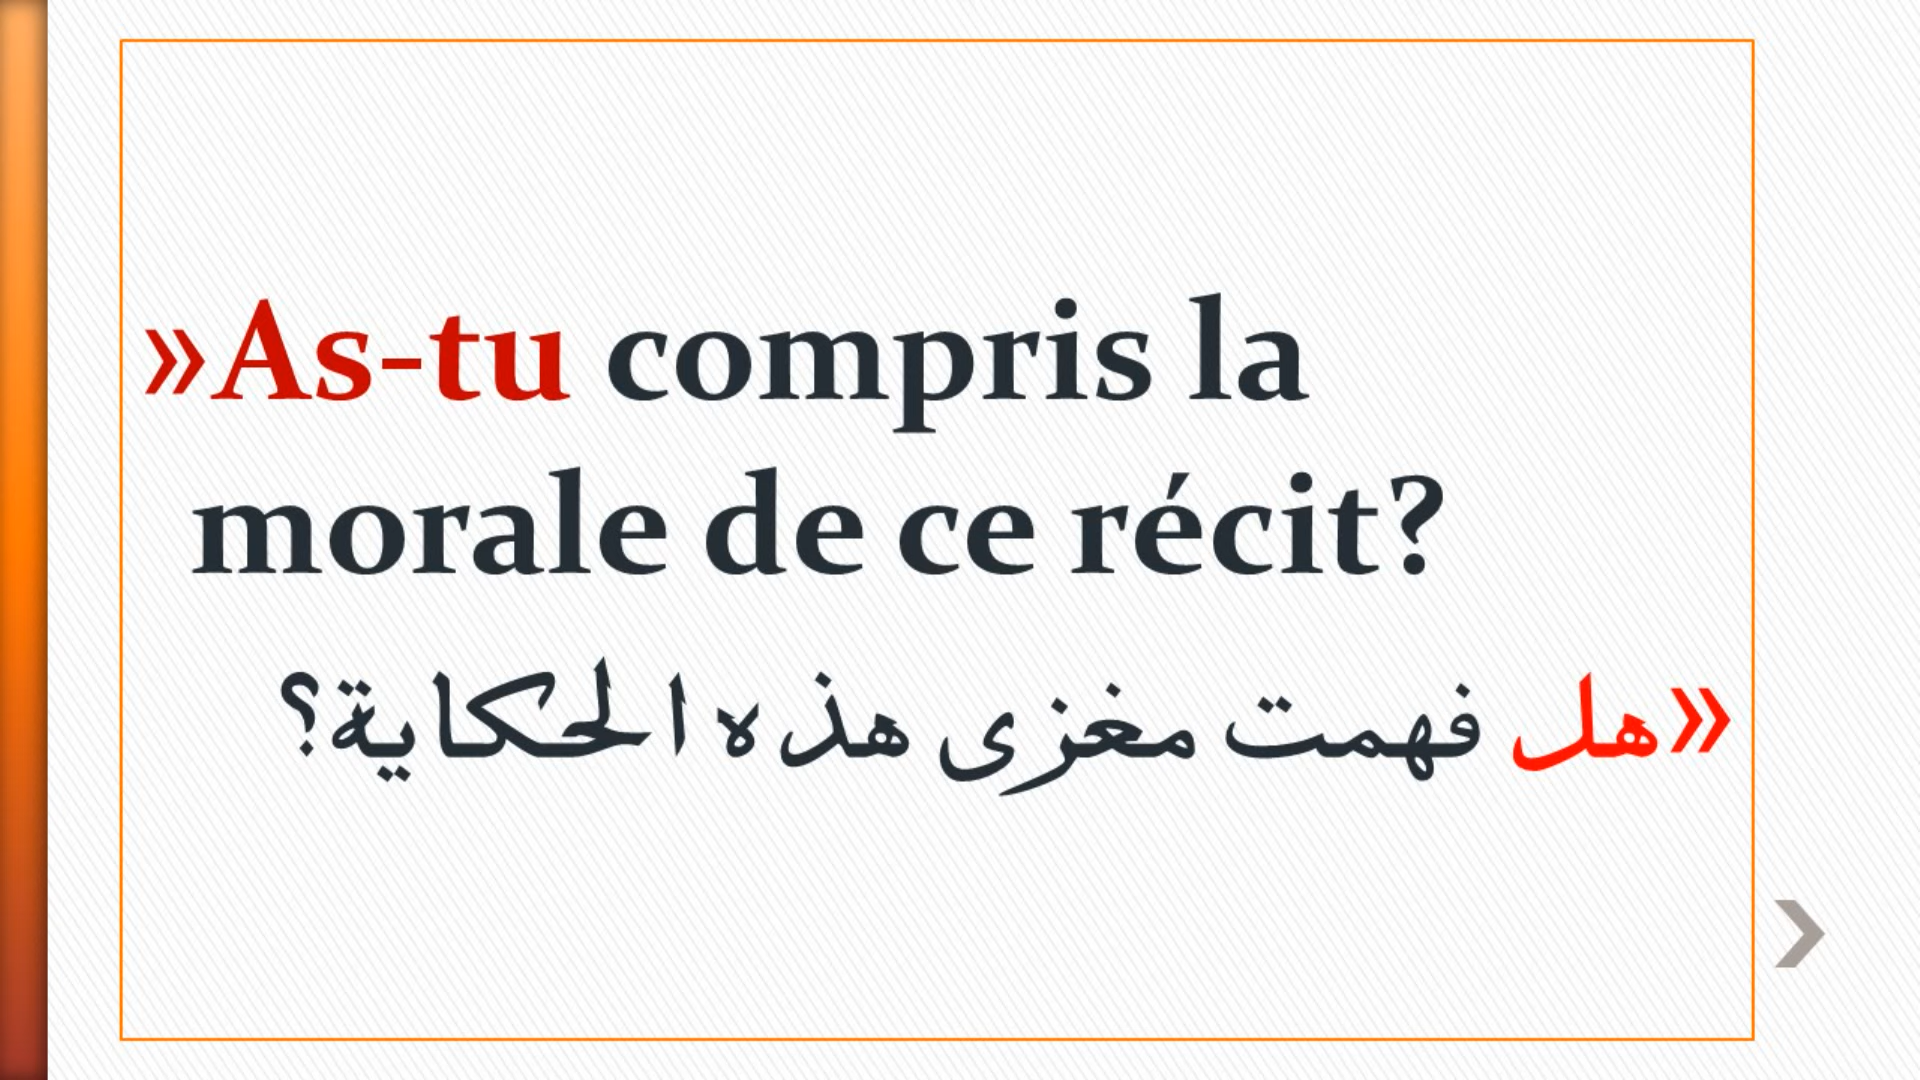 »As-tu compris la
morale de ce récit?
»هل فهمت مغزى هذه الحكاية؟